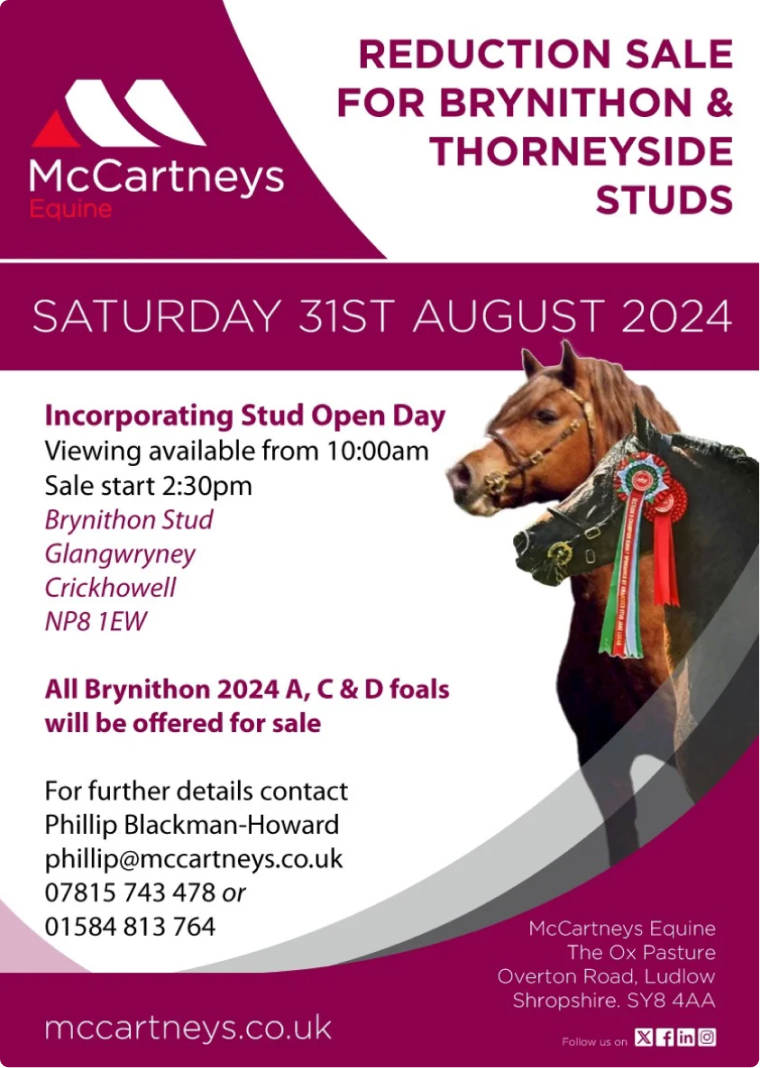 McCartneys
Equine
REDUCTION SALE
FOR BRYNITHON &
THORNEYSIDE
STUDS
SATURDAY 31ST AUGUST 2024
Incorporating Stud Open Day
Viewing available from 10:00am
Sale start 2:30pm
Brynithon Stud
Glangwryney
Crickhowell
NP8 1EW
All Brynithon 2024 A, C & D foals
will be offered for sale
For further details contact
Phillip Blackman-Howard
phillip@mccartneys.co.uk
07815 743 478 or
01584 813 764
McCartneys Equine
The Ox Pasture
Overton Road, Ludlow
Shropshire. SY8 4AA
mccartneys.co.uk
Follow us on